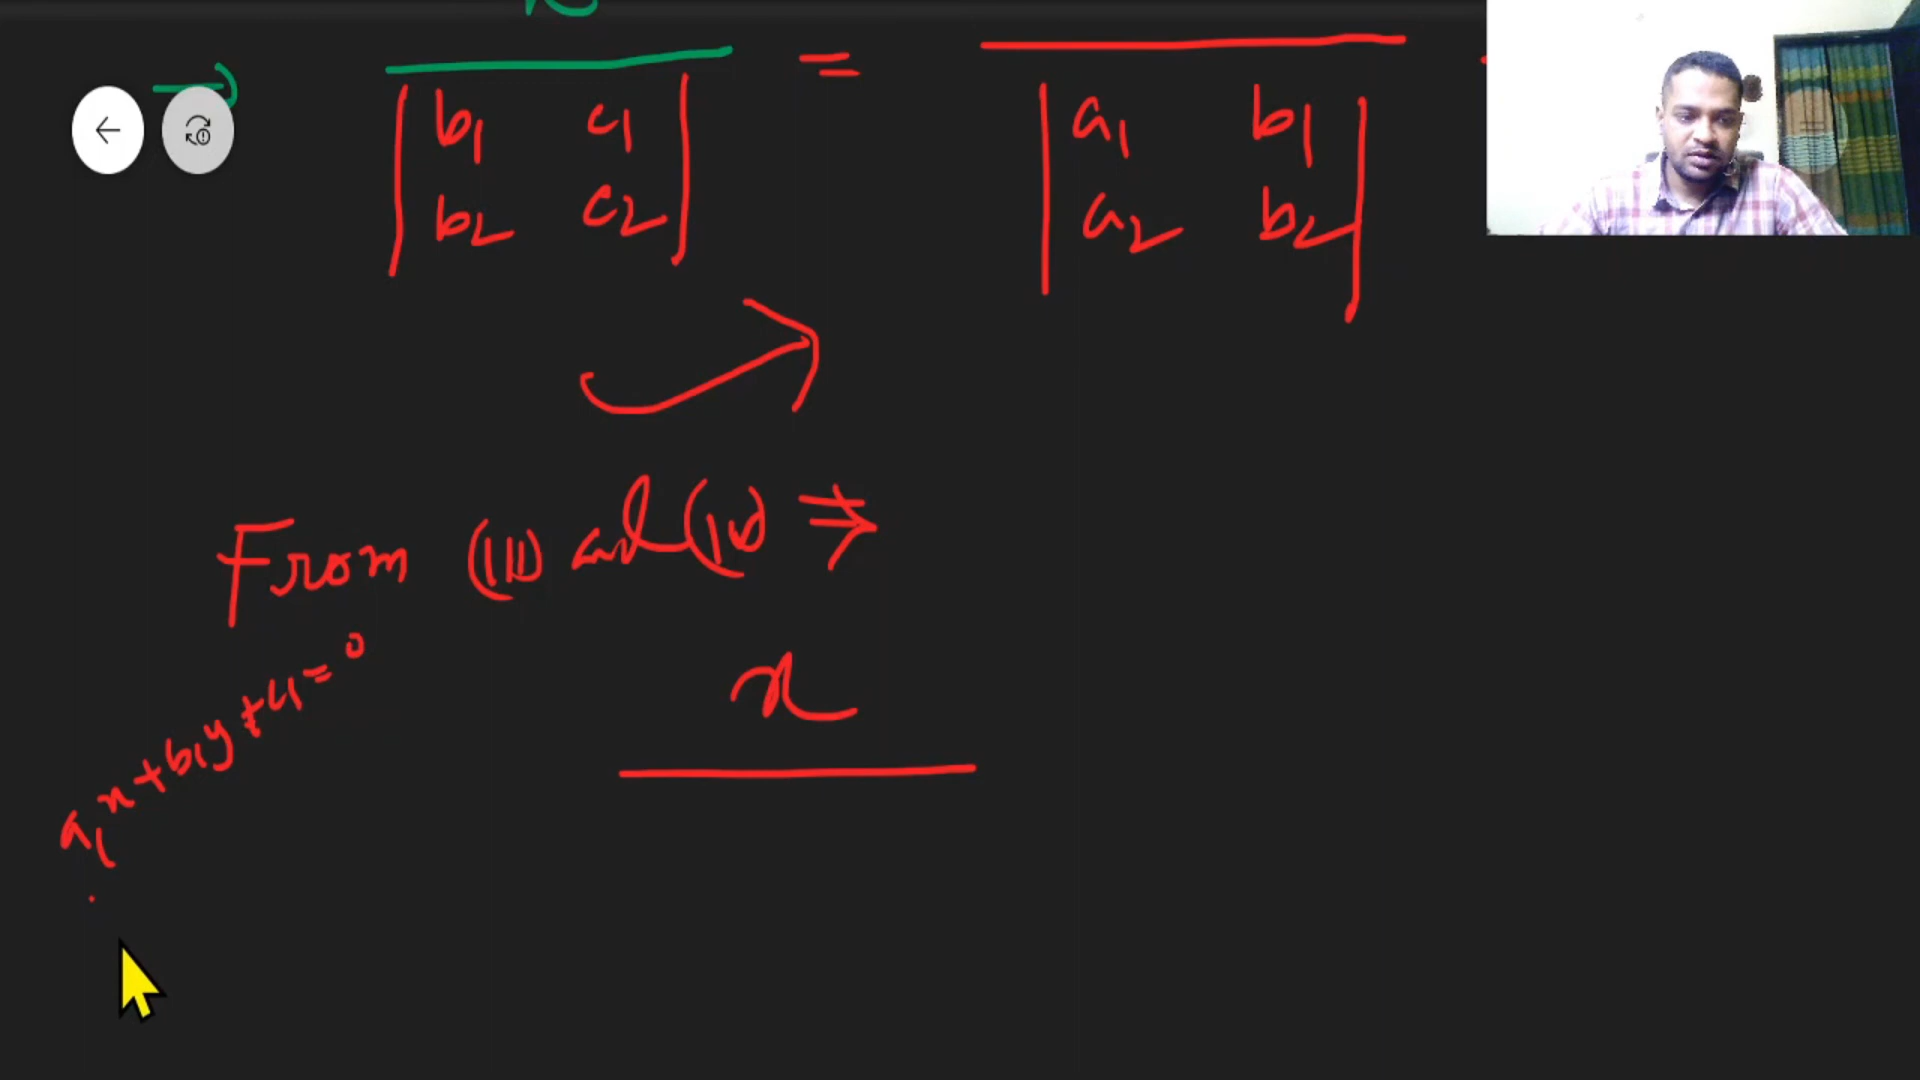 =
b1 c1 a1 b1
b2 c2 a2 b2
From (III) and (IV) ⇒
x
a1x+b1y+c1=0